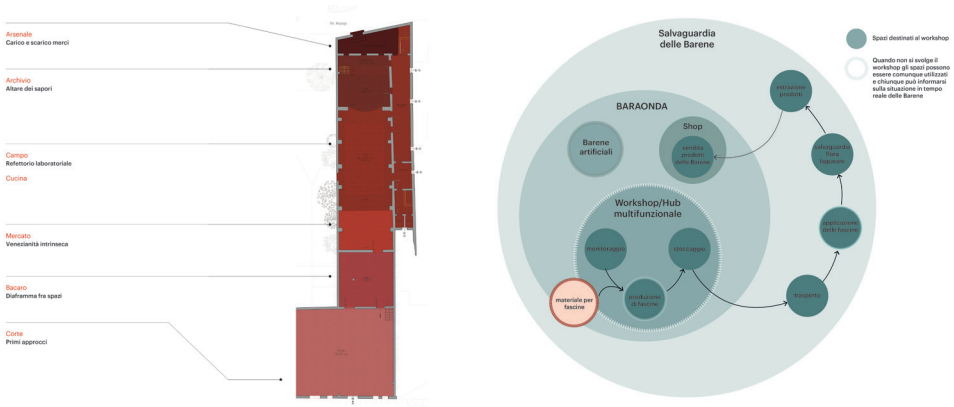 Arsenale
Carico e scarico merci
Archivio
Altare dei sapori
Campo
Refettorio laboratoriale
Cucina
Mercato
Venezianità intrinseca
Bacaro
Diaframma fra spazi
Corte
Primi approcci
Salvaguardia
delle Barene
BARAONDA
Barene
artificiali
Shop
vendita
prodotti
delle Barene
Workshop/Hub
multifunzionale
monitoraggio
stoccaggio
materiale per
fascine
produzione
di fascine
estrazione
prodotti
salvaguardia
flora
lagunare
applicazione
delle fascine
trasporto
Spazi destinati al workshop
Quando non si svolge il
workshop gli spazi possono
essere comunque utilizzati
e chiunque può informarsi
sulla situazione in tempo
reale delle Barene